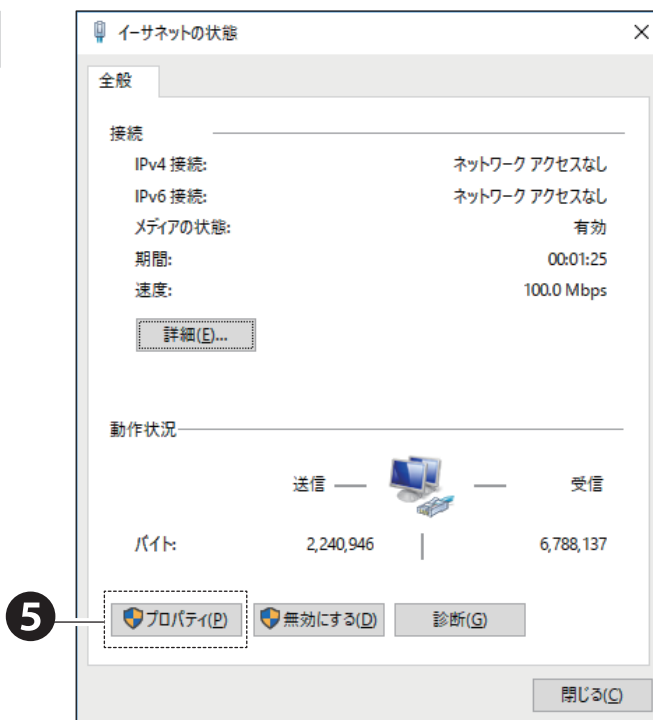 イーサネットの状態
全般
接続
IPv4 接続: ネットワーク アクセスなし
IPv6 接続: ネットワーク アクセスなし
メディアの状態: 有効
期間: 00:01:25
速度: 100.0 Mbps
詳細(E)...
動作状況
送信 受信
バイト: 2,240,946 6,788,137
5 プロパティ(P) 無効にする(D) 診断(G)
閉じる(C)